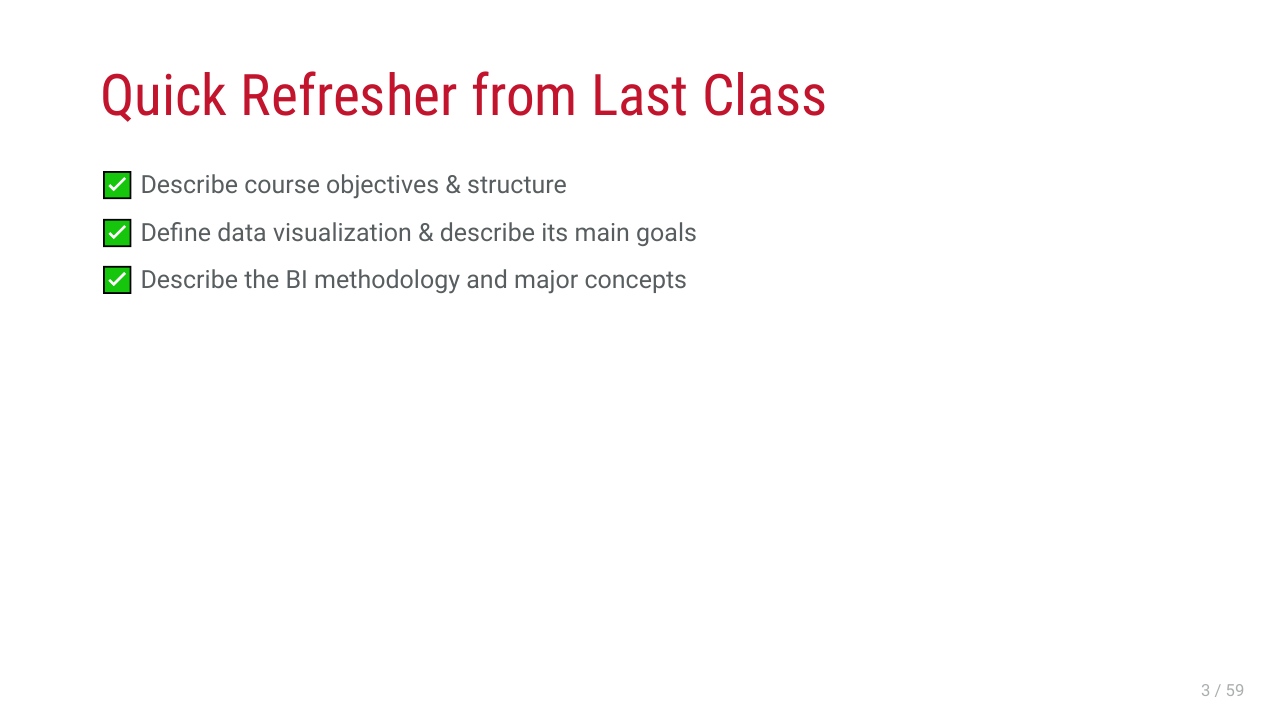 Quick Refresher from Last Class
Describe course objectives & structure
Define data visualization & describe its main goals
Describe the BI methodology and major concepts
3 / 59